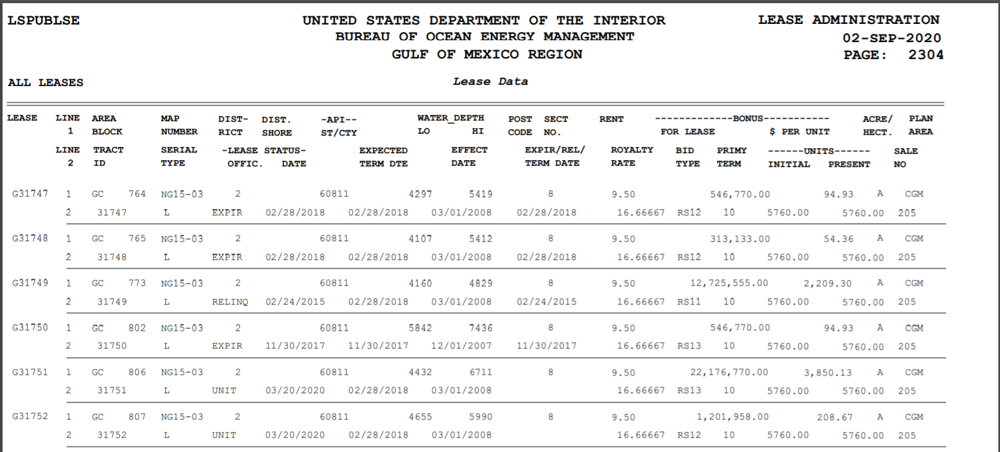 LSPUBLSE UNITED STATES DEPARTMENT OF THE INTERIOR LEASE ADMINISTRATION
BUREAU OF OCEAN ENERGY MANAGEMENT 02-SEP-2020
GULF OF MEXICO REGION PAGE: 2304
ALL LEASES Lease Data
LEASE LINE AREA MAP DIST- DIST. -API-- WATER_DEPTH POST SECT RENT -------------BONUS----------- ACRE/ PLAN
1 BLOCK NUMBER RICT SHORE ST/CTY LO HI CODE NO. FOR LEASE $ PER UNIT HECT. AREA
LINE TRACT SERIAL -LEASE STATUS- EXPECTED EFFECT EXPIR/REL/ ROYALTY BID PRIMY ------UNITS------ SALE
2 ID TYPE OFFIC. DATE TERM DTE DATE TERM DATE RATE TYPE TERM INITIAL PRESENT NO
G31747 1 GC 764 NG15-03 2 60811 4297 5419 8 9.50 546,770.00 94.93 A CGM
2 31747 L EXPIR 02/28/2018 02/28/2018 03/01/2008 02/28/2018 16.66667 RS12 10 5760.00 5760.00 205
G31748 1 GC 765 NG15-03 2 60811 4107 5412 8 9.50 313,133.00 54.36 A CGM
2 31748 L EXPIR 02/28/2018 02/28/2018 03/01/2008 02/28/2018 16.66667 RS12 10 5760.00 5760.00 205
G31749 1 GC 773 NG15-03 2 60811 4160 4829 8 9.50 12,725,555.00 2,209.30 A CGM
2 31749 L RELINQ 02/24/2015 02/28/2018 03/01/2008 02/24/2015 16.66667 RS11 10 5760.00 5760.00 205
G31750 1 GC 802 NG15-03 2 60811 5842 7436 8 9.50 546,770.00 94.93 A CGM
2 31750 L EXPIR 11/30/2017 11/30/2017 12/01/2007 11/30/2017 16.66667 RS13 10 5760.00 5760.00 205
G31751 1 GC 806 NG15-03 2 60811 4432 6711 8 9.50 22,176,770.00 3,850.13 A CGM
2 31751 L UNIT 03/20/2020 02/28/2018 03/01/2008 16.66667 RS13 10 5760.00 5760.00 205
G31752 1 GC 807 NG15-03 2 60811 4655 5990 8 9.50 1,201,958.00 208.67 A CGM
2 31752 L UNIT 03/20/2020 02/28/2018 03/01/2008 16.66667 RS12 10 5760.00 5760.00 205